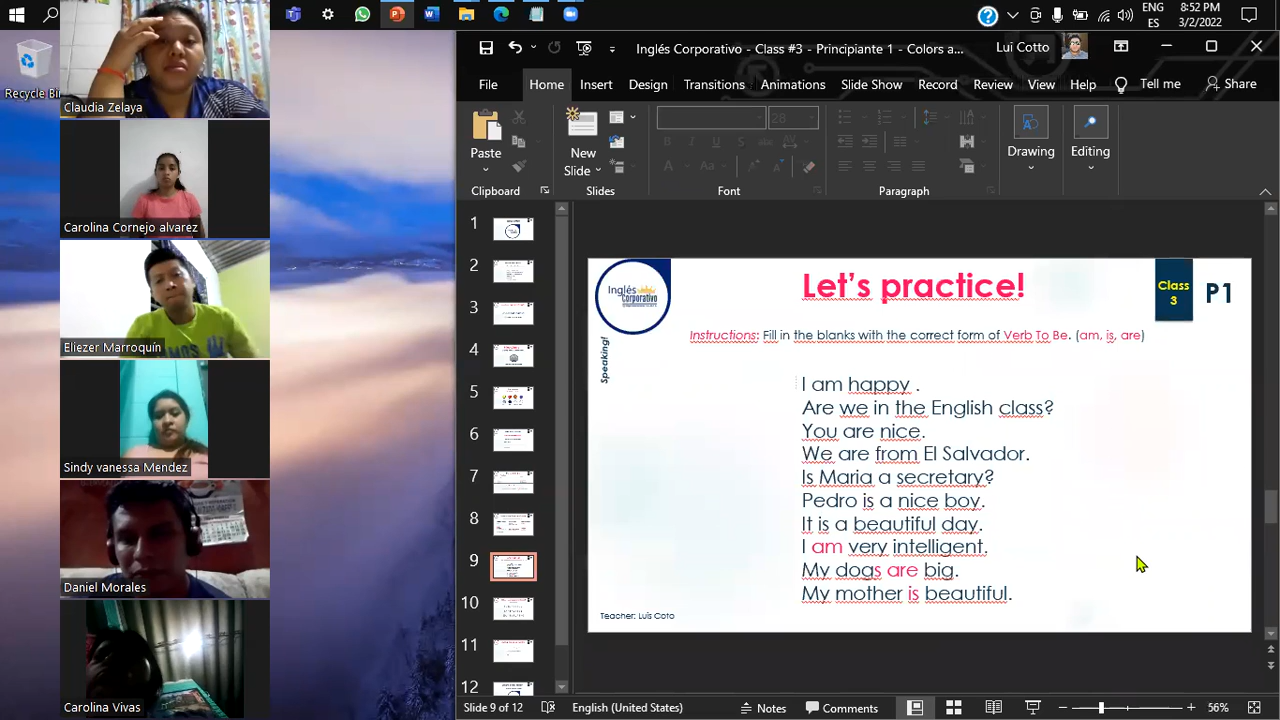 ENG
ES
8:52 PM
3/2/2022
Recycle Bin
Claudia Zelaya
Carolina Cornejo alvarez
Eliezer Marroquín
Sindy vanessa Mendez
Daniel Morales
Carolina Vivas
Inglés Corporativo - Class #3 - Principiante 1 - Colors a...
Lui Cotto
File Home Insert Design Transitions Animations Slide Show Record Review View Help Tell me Share
Paste
New
Slide
28
Drawing
Editing
Clipboard
Slides
Font
Paragraph
1
2
3
4
5
6
7
8
9
10
11
12
Inglés
Corporativo
Let's practice!
Class
3
P1
Instructions: Fill in the blanks with the correct form of Verb To Be. (am, is, are)
Speaking!
I am happy .
Are we in the English class?
You are nice.
We are from El Salvador.
Is Maria a secretary?
Pedro is a nice boy.
It is a beautiful day.
I am very intelligent.
My dogs are big.
My mother is beautiful.
Teacher: Luis Coto
Slide 9 of 12
English (United States)
Notes
Comments
56%